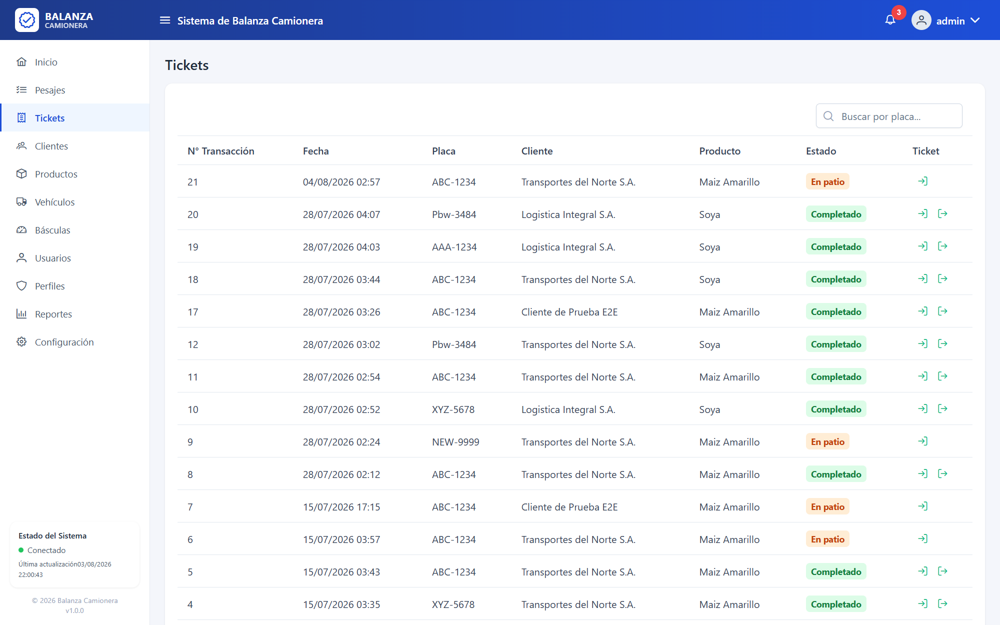 BALANZA
CAMIONERA
Sistema de Balanza Camionera
3
admin
Inicio
Pesajes
Tickets
Clientes
Productos
Vehículos
Básculas
Usuarios
Perfiles
Reportes
Configuración
Estado del Sistema
Conectado
Última actualización03/08/2026
22:00:43
© 2026 Balanza Camionera
v1.0.0
Tickets
Buscar por placa...
N° Transacción Fecha Placa Cliente Producto Estado Ticket
21 04/08/2026 02:57 ABC-1234 Transportes del Norte S.A. Maiz Amarillo En patio
20 28/07/2026 04:07 Pbw-3484 Logistica Integral S.A. Soya Completado
19 28/07/2026 04:03 AAA-1234 Logistica Integral S.A. Soya Completado
18 28/07/2026 03:44 ABC-1234 Transportes del Norte S.A. Soya Completado
17 28/07/2026 03:26 ABC-1234 Cliente de Prueba E2E Maiz Amarillo Completado
12 28/07/2026 03:02 Pbw-3484 Transportes del Norte S.A. Soya Completado
11 28/07/2026 02:54 ABC-1234 Transportes del Norte S.A. Maiz Amarillo Completado
10 28/07/2026 02:52 XYZ-5678 Logistica Integral S.A. Soya Completado
9 28/07/2026 02:24 NEW-9999 Transportes del Norte S.A. Maiz Amarillo En patio
8 28/07/2026 02:12 ABC-1234 Transportes del Norte S.A. Maiz Amarillo Completado
7 15/07/2026 17:15 ABC-1234 Cliente de Prueba E2E Maiz Amarillo En patio
6 15/07/2026 03:57 ABC-1234 Transportes del Norte S.A. Maiz Amarillo En patio
5 15/07/2026 03:43 ABC-1234 Transportes del Norte S.A. Maiz Amarillo Completado
4 15/07/2026 03:35 XYZ-5678 Transportes del Norte S.A. Maiz Amarillo Completado